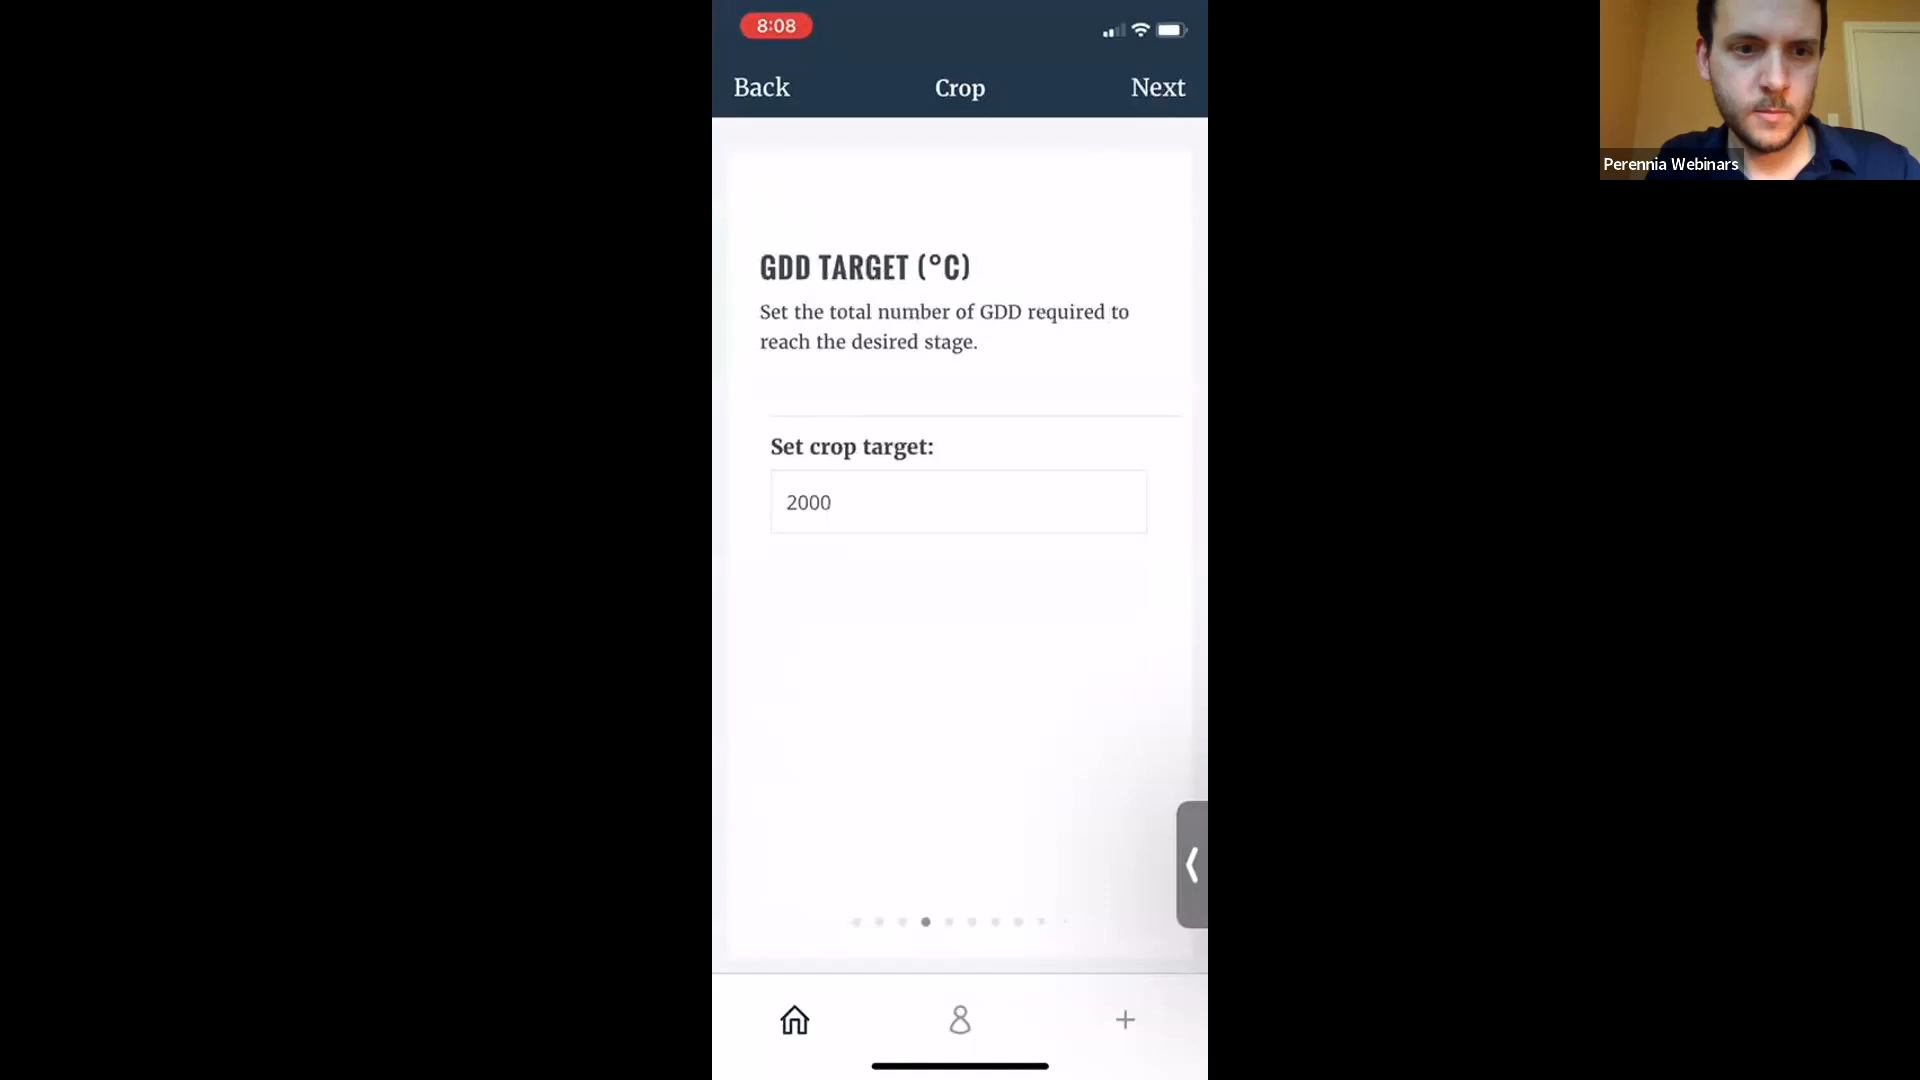 8:08
Back
Crop
Next
GDD TARGET (°C)
Set the total number of GDD required to
reach the desired stage.
Set crop target:
2000
Perennia Webinars